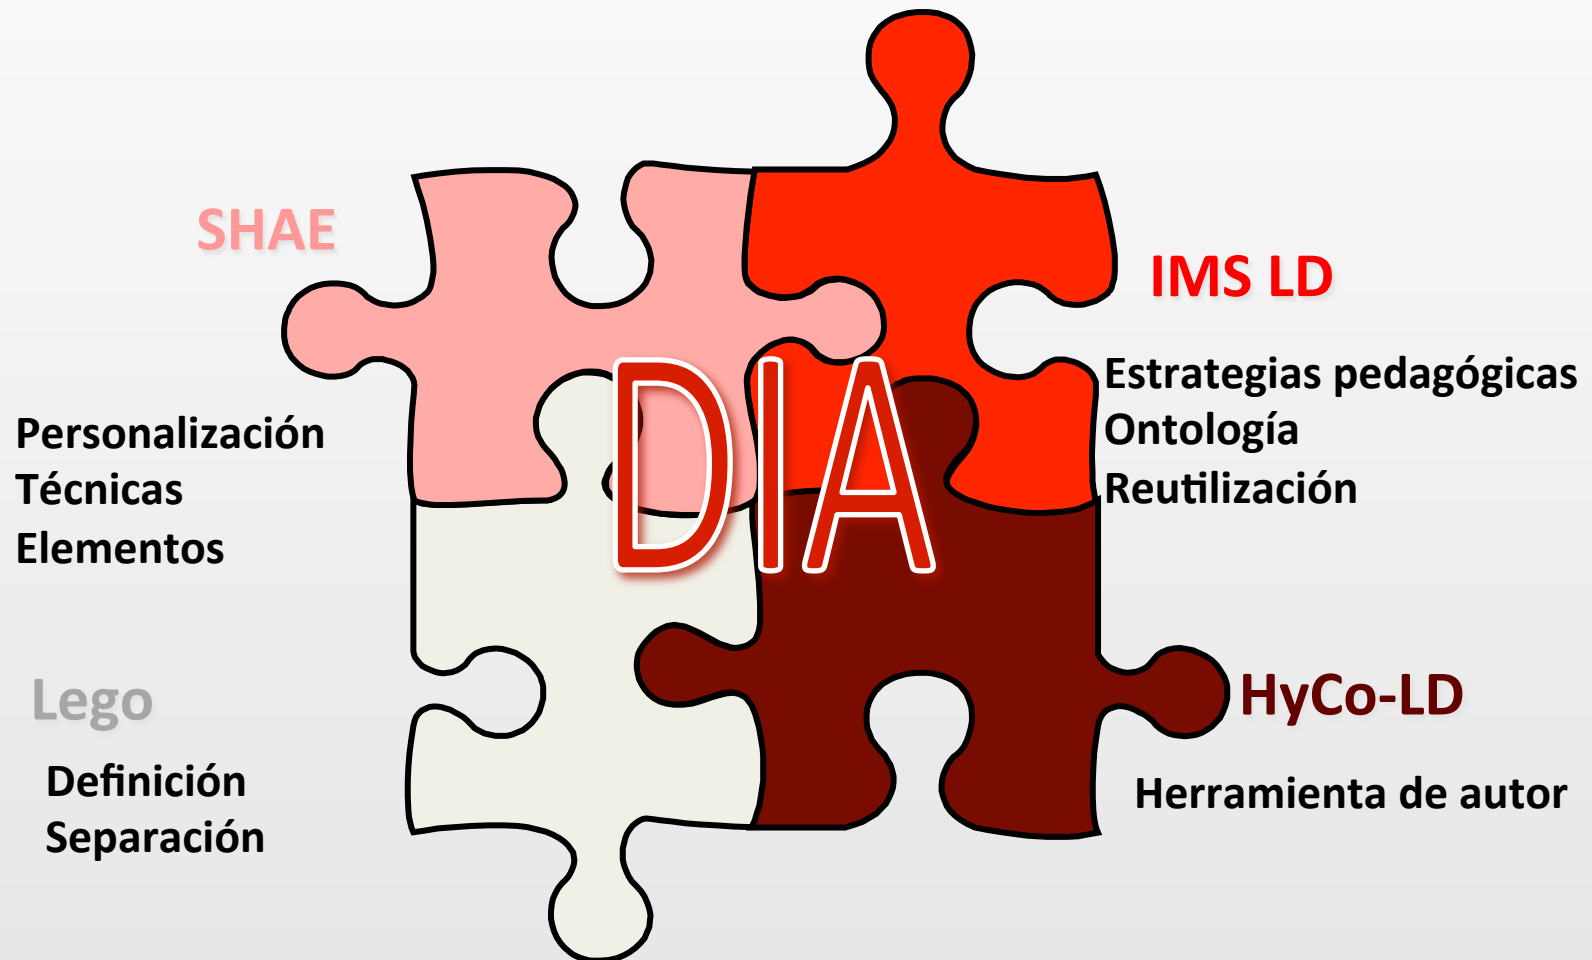 SHAE
Personalización
Técnicas
Elementos
IMS LD
Estrategias pedagógicas
Ontología
Reutilización
DIA
Lego
Definición
Separación
HyCo-LD
Herramienta de autor